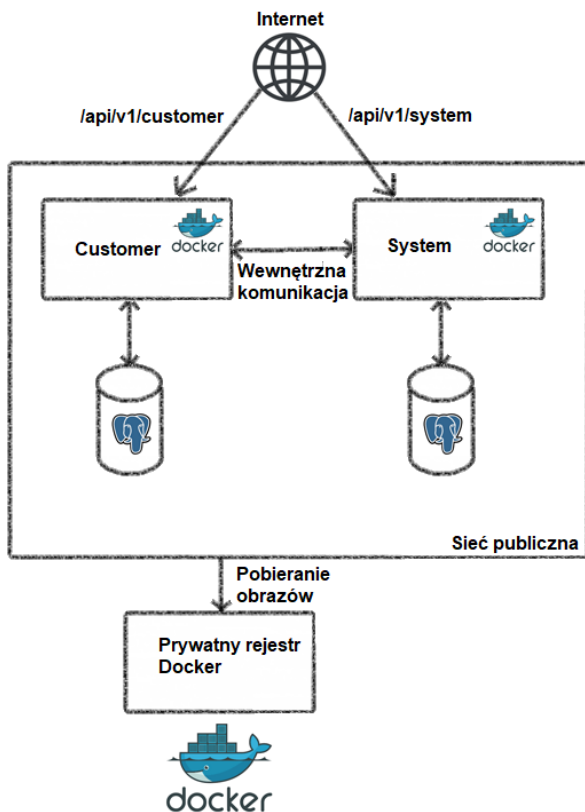 Internet
/api/v1/customer
/api/v1/system
Customer
docker
System
docker
Wewnętrzna
komunikacja
Sieć publiczna
Pobieranie
obrazów
Prywatny rejestr
Docker
docker